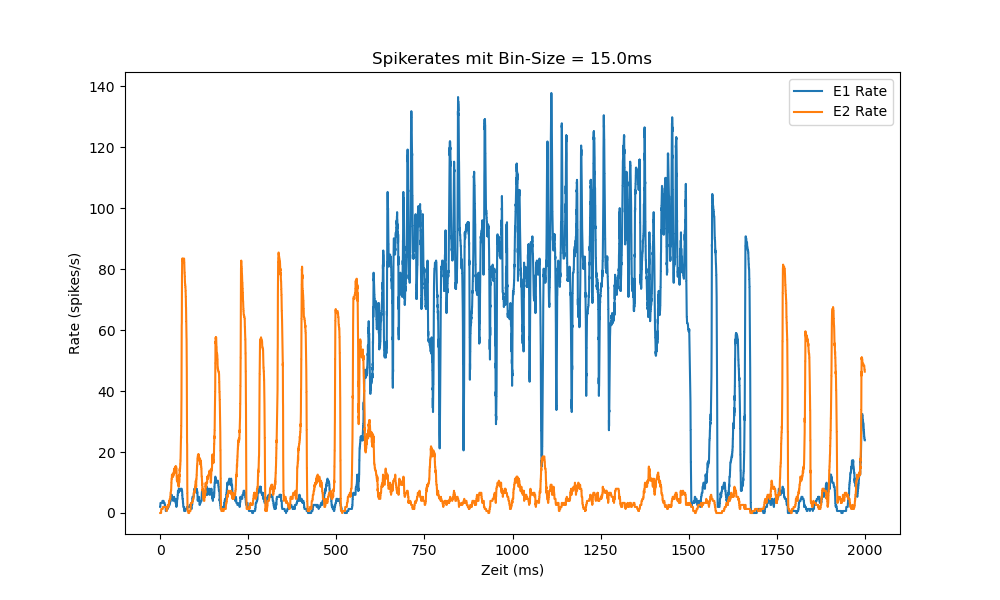 Spikerates mit Bin-Size = 15.0ms
E1 Rate
E2 Rate
Rate (spikes/s)
140
120
100
80
60
40
20
0
0 250 500 750 1000 1250 1500 1750 2000
Zeit (ms)